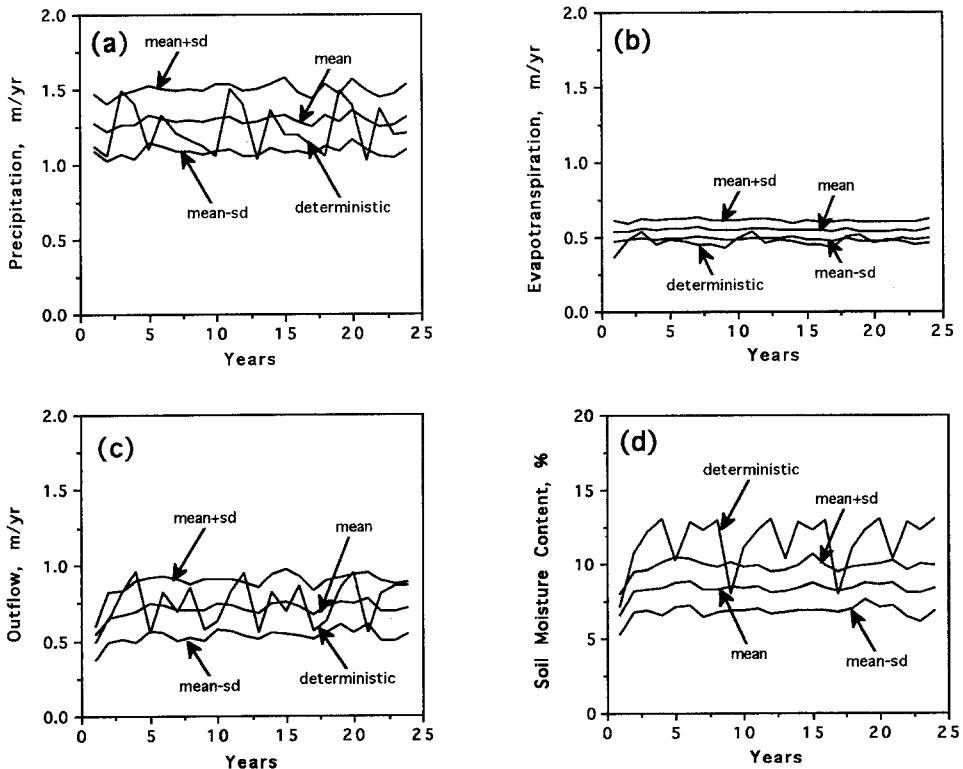 (a)
mean+sd
mean
mean-sd
deterministic
Precipitation, m/yr
2.0
1.5
1.0
0.5
0.0
0 5 10 15 20 25
Years
(b)
mean+sd
mean
deterministic
mean-sd
Evapotranspiration, m/yr
2.0
1.5
1.0
0.5
0.0
0 5 10 15 20 25
Years
(c)
mean+sd
mean
mean-sd
deterministic
Outflow, m/yr
2.0
1.5
1.0
0.5
0.0
0 5 10 15 20 25
Years
(d)
deterministic
mean+sd
mean
mean-sd
Soil Moisture Content, %
20
15
10
5
0
0 5 10 15 20 25
Years